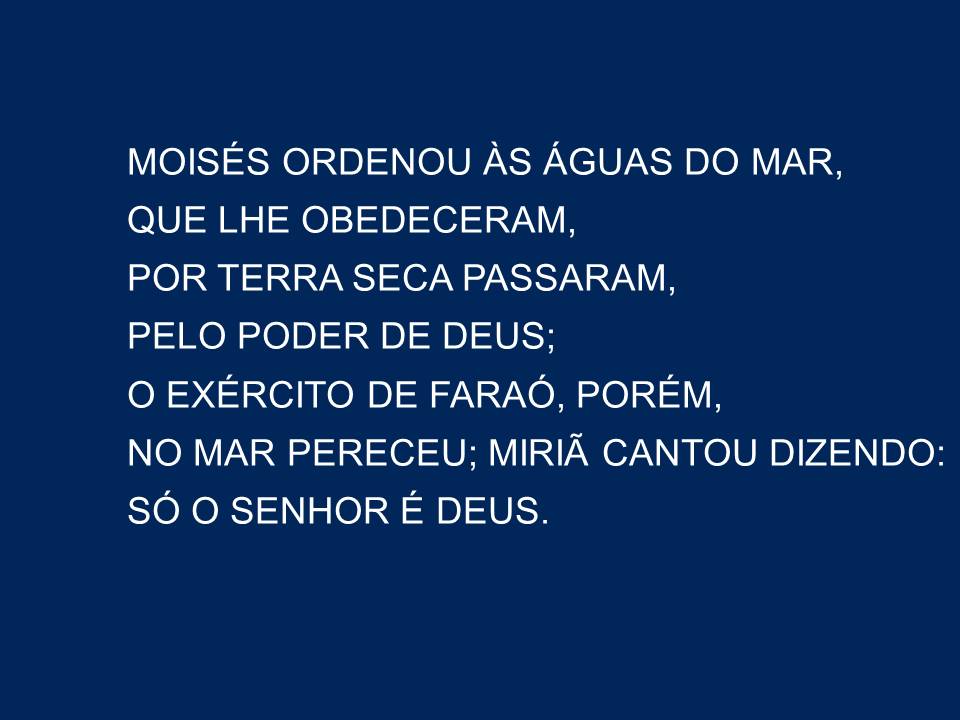 MOISÉS ORDENOU ÀS ÁGUAS DO MAR,
QUE LHE OBEDECERAM,
POR TERRA SECA PASSARAM,
PELO PODER DE DEUS;
O EXÉRCITO DE FARAÓ, PORÉM,
NO MAR PERECEU; MIRIÃ CANTOU DIZENDO:
SÓ O SENHOR É DEUS.